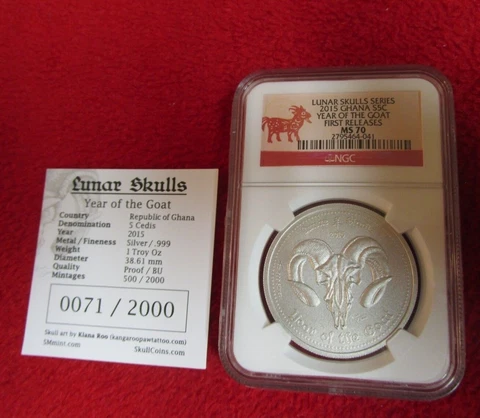 Lunar Skulls
Year of the Goat
Country Republic of Ghana
Denomination 5 Cedis
Year 2015
Metal / Fineness Silver / .999
Weight 1 Troy Oz
Diameter 38.61 mm
Quality Proof / BU
Mintages 500 / 2000
0071 / 2000
Skull art by Kiana Roo (kangaroopawtattoo.com)
SMmint.com SkullCoins.com
LUNAR SKULLS SERIES
2015 GHANA S5C
YEAR OF THE GOAT
FIRST RELEASES
MS 70
2795464-041
NGC
Year of the Goat